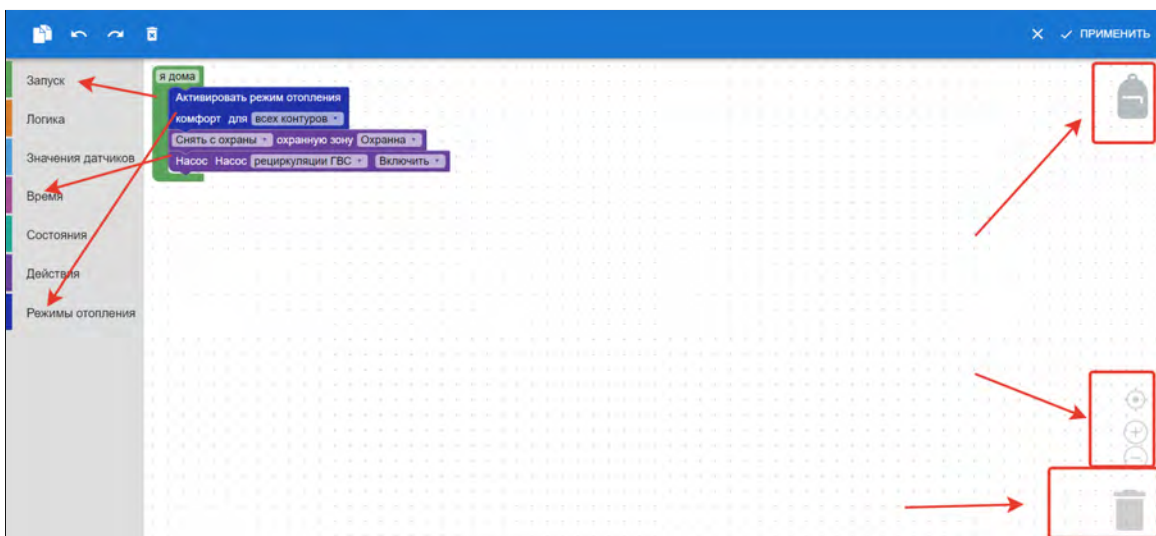 ПРИМЕНИТЬ
Запуск
Логика
Значения датчиков
Время
Состояния
Действия
Режимы отопления
я дома
Активировать режим отопления
комфорт для всех контуров
Снять с охраны охранную зону Охранна
Насос Насос рециркуляции ГВС Включить